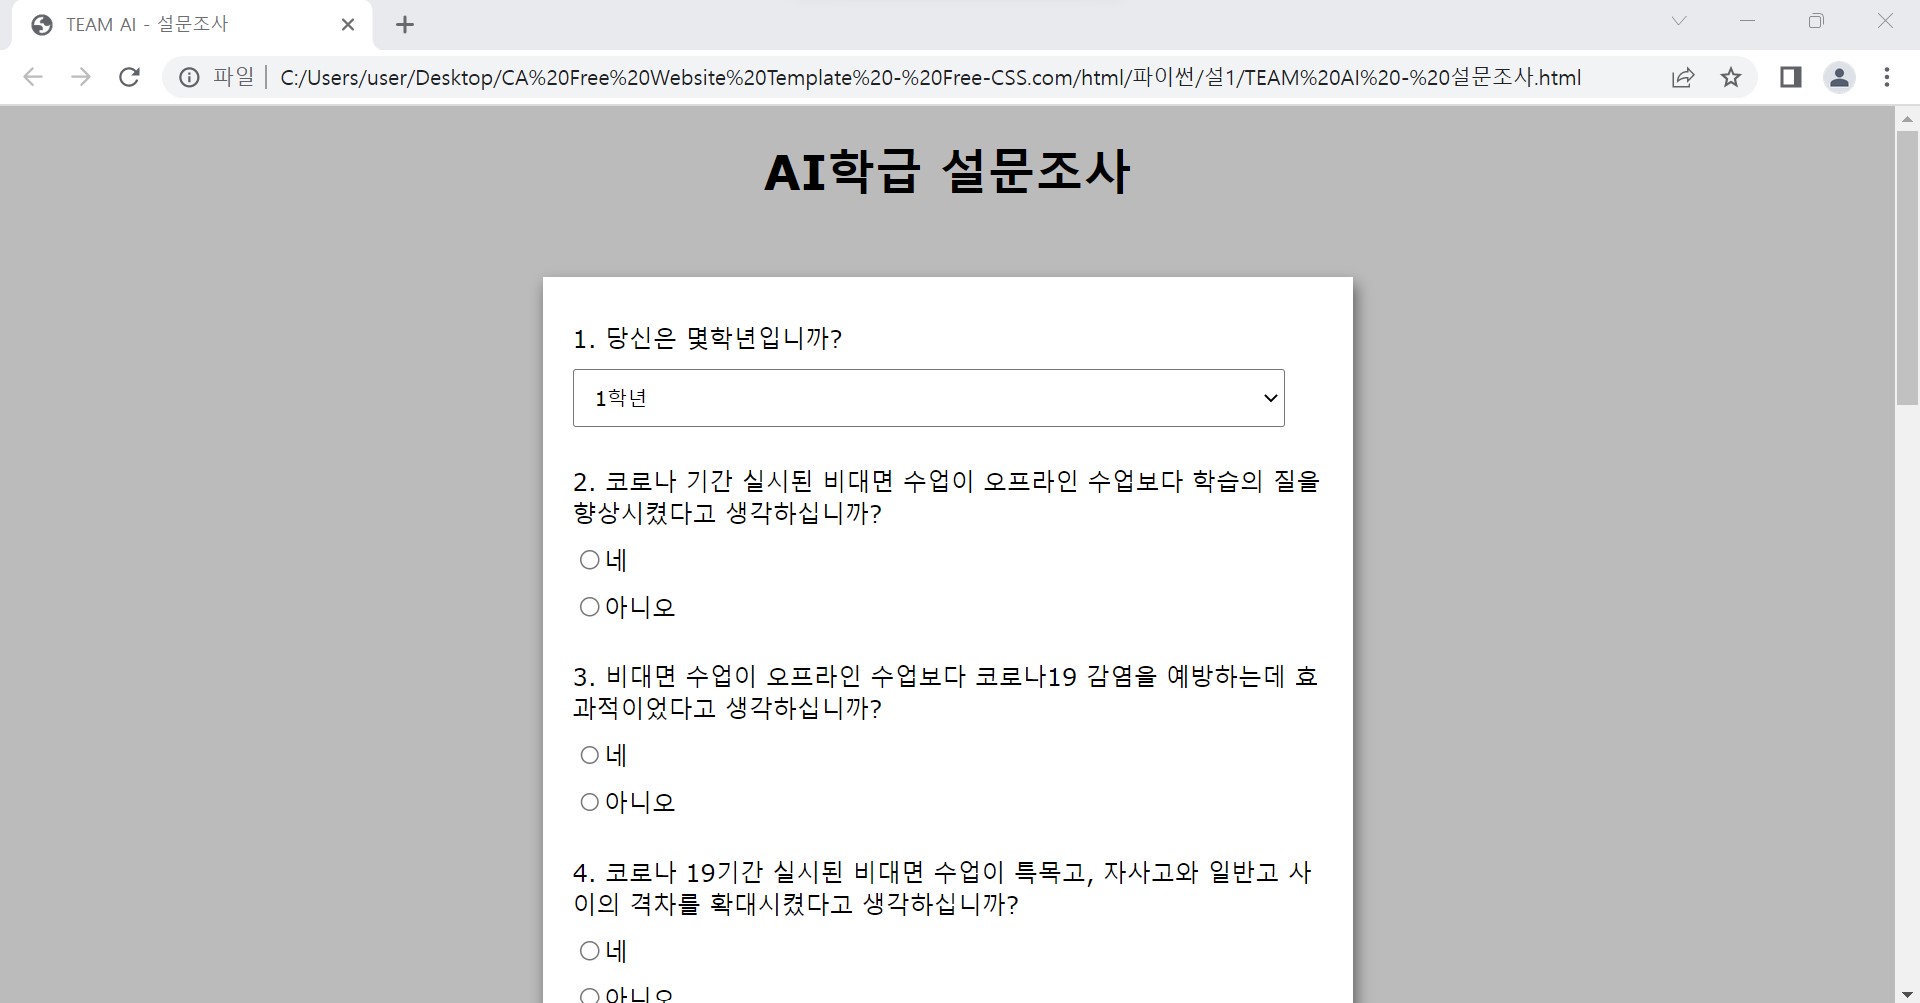 TEAM AI - 설문조사
파일 | C:/Users/user/Desktop/CA%20Free%20Website%20Template%20-%20Free-CSS.com/html/파이썬/설1/TEAM%20AI%20-%20설문조사.html
AI학급 설문조사
1. 당신은 몇학년입니까?
1학년
2. 코로나 기간 실시된 비대면 수업이 오프라인 수업보다 학습의 질을
향상시켰다고 생각하십니까?
네
아니오
3. 비대면 수업이 오프라인 수업보다 코로나19 감염을 예방하는데 효
과적이었다고 생각하십니까?
네
아니오
4. 코로나 19기간 실시된 비대면 수업이 특목고, 자사고와 일반고 사
이의 격차를 확대시켰다고 생각하십니까?
네
아니오